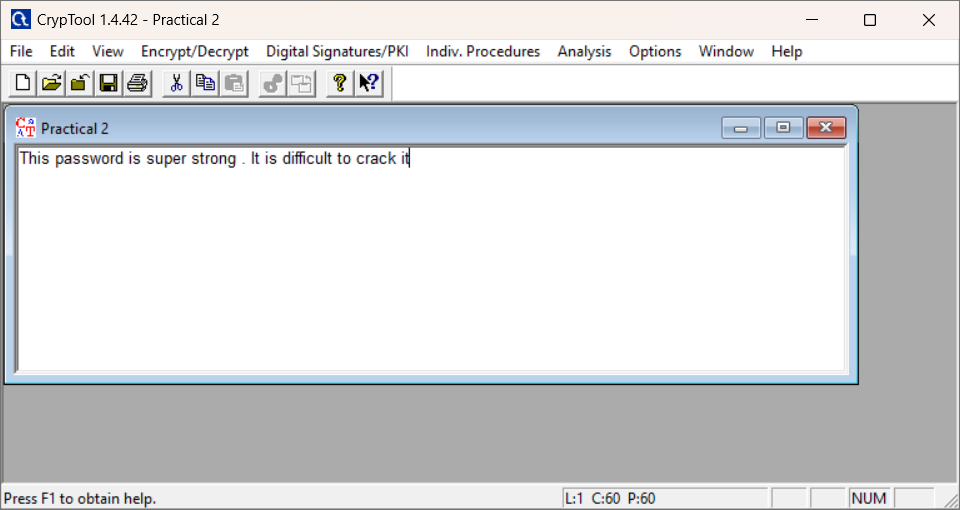 CrypTool 1.4.42 - Practical 2
File Edit View Encrypt/Decrypt Digital Signatures/PKI Indiv. Procedures Analysis Options Window Help
Practical 2
This password is super strong . It is difficult to crack it
Press F1 to obtain help. L:1 C:60 P:60 NUM